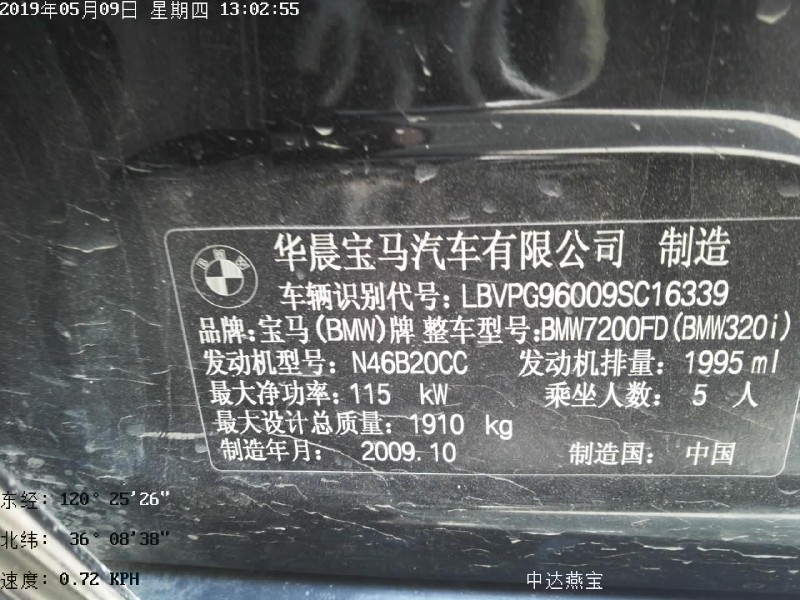 2019年05月09日 星期四 13:02:55
华晨宝马汽车有限公司 制造
车辆识别代号: LBVPG96009SC16339
品牌: 宝马(BMW)牌 整车型号: BMW7200FD(BMW320i)
发动机型号: N46B20CC 发动机排量: 1995 ml
最大净功率: 115 kW 乘坐人数: 5 人
最大设计总质量: 1910 kg
制造年月: 2009.10 制造国: 中国
东经: 120° 25'26"
北纬: 36° 08'38"
速度: 0.72 KPH 中达燕宝